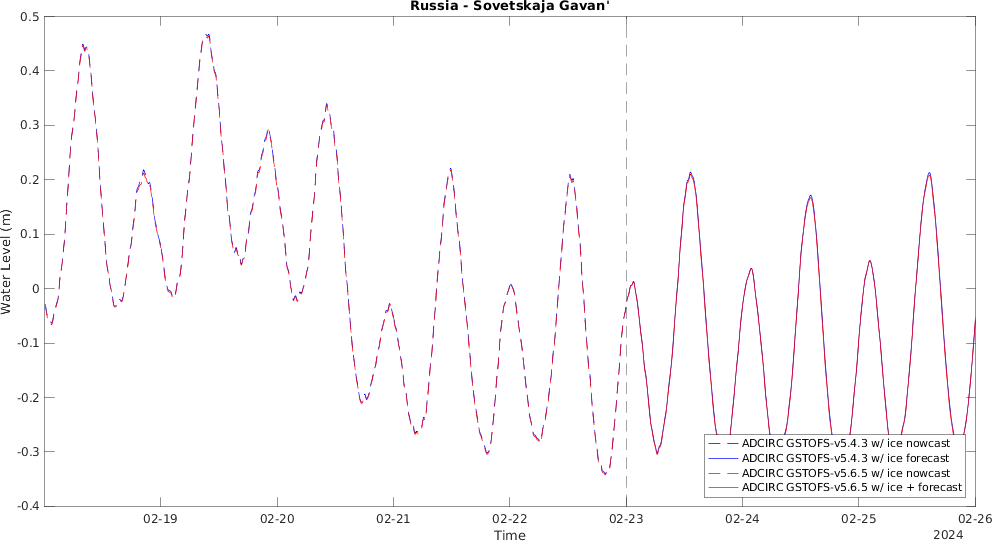 Russia - Sovetskaja Gavan'
0.5
0.4
0.3
0.2
0.1
0
-0.1
-0.2
-0.3
-0.4
Water Level (m)
02-19
02-20
02-21
02-22
02-23
02-24
02-25
02-26
Time
2024
ADCIRC GSTOFS-v5.4.3 w/ ice nowcast
ADCIRC GSTOFS-v5.4.3 w/ ice forecast
ADCIRC GSTOFS-v5.6.5 w/ ice nowcast
ADCIRC GSTOFS-v5.6.5 w/ ice + forecast